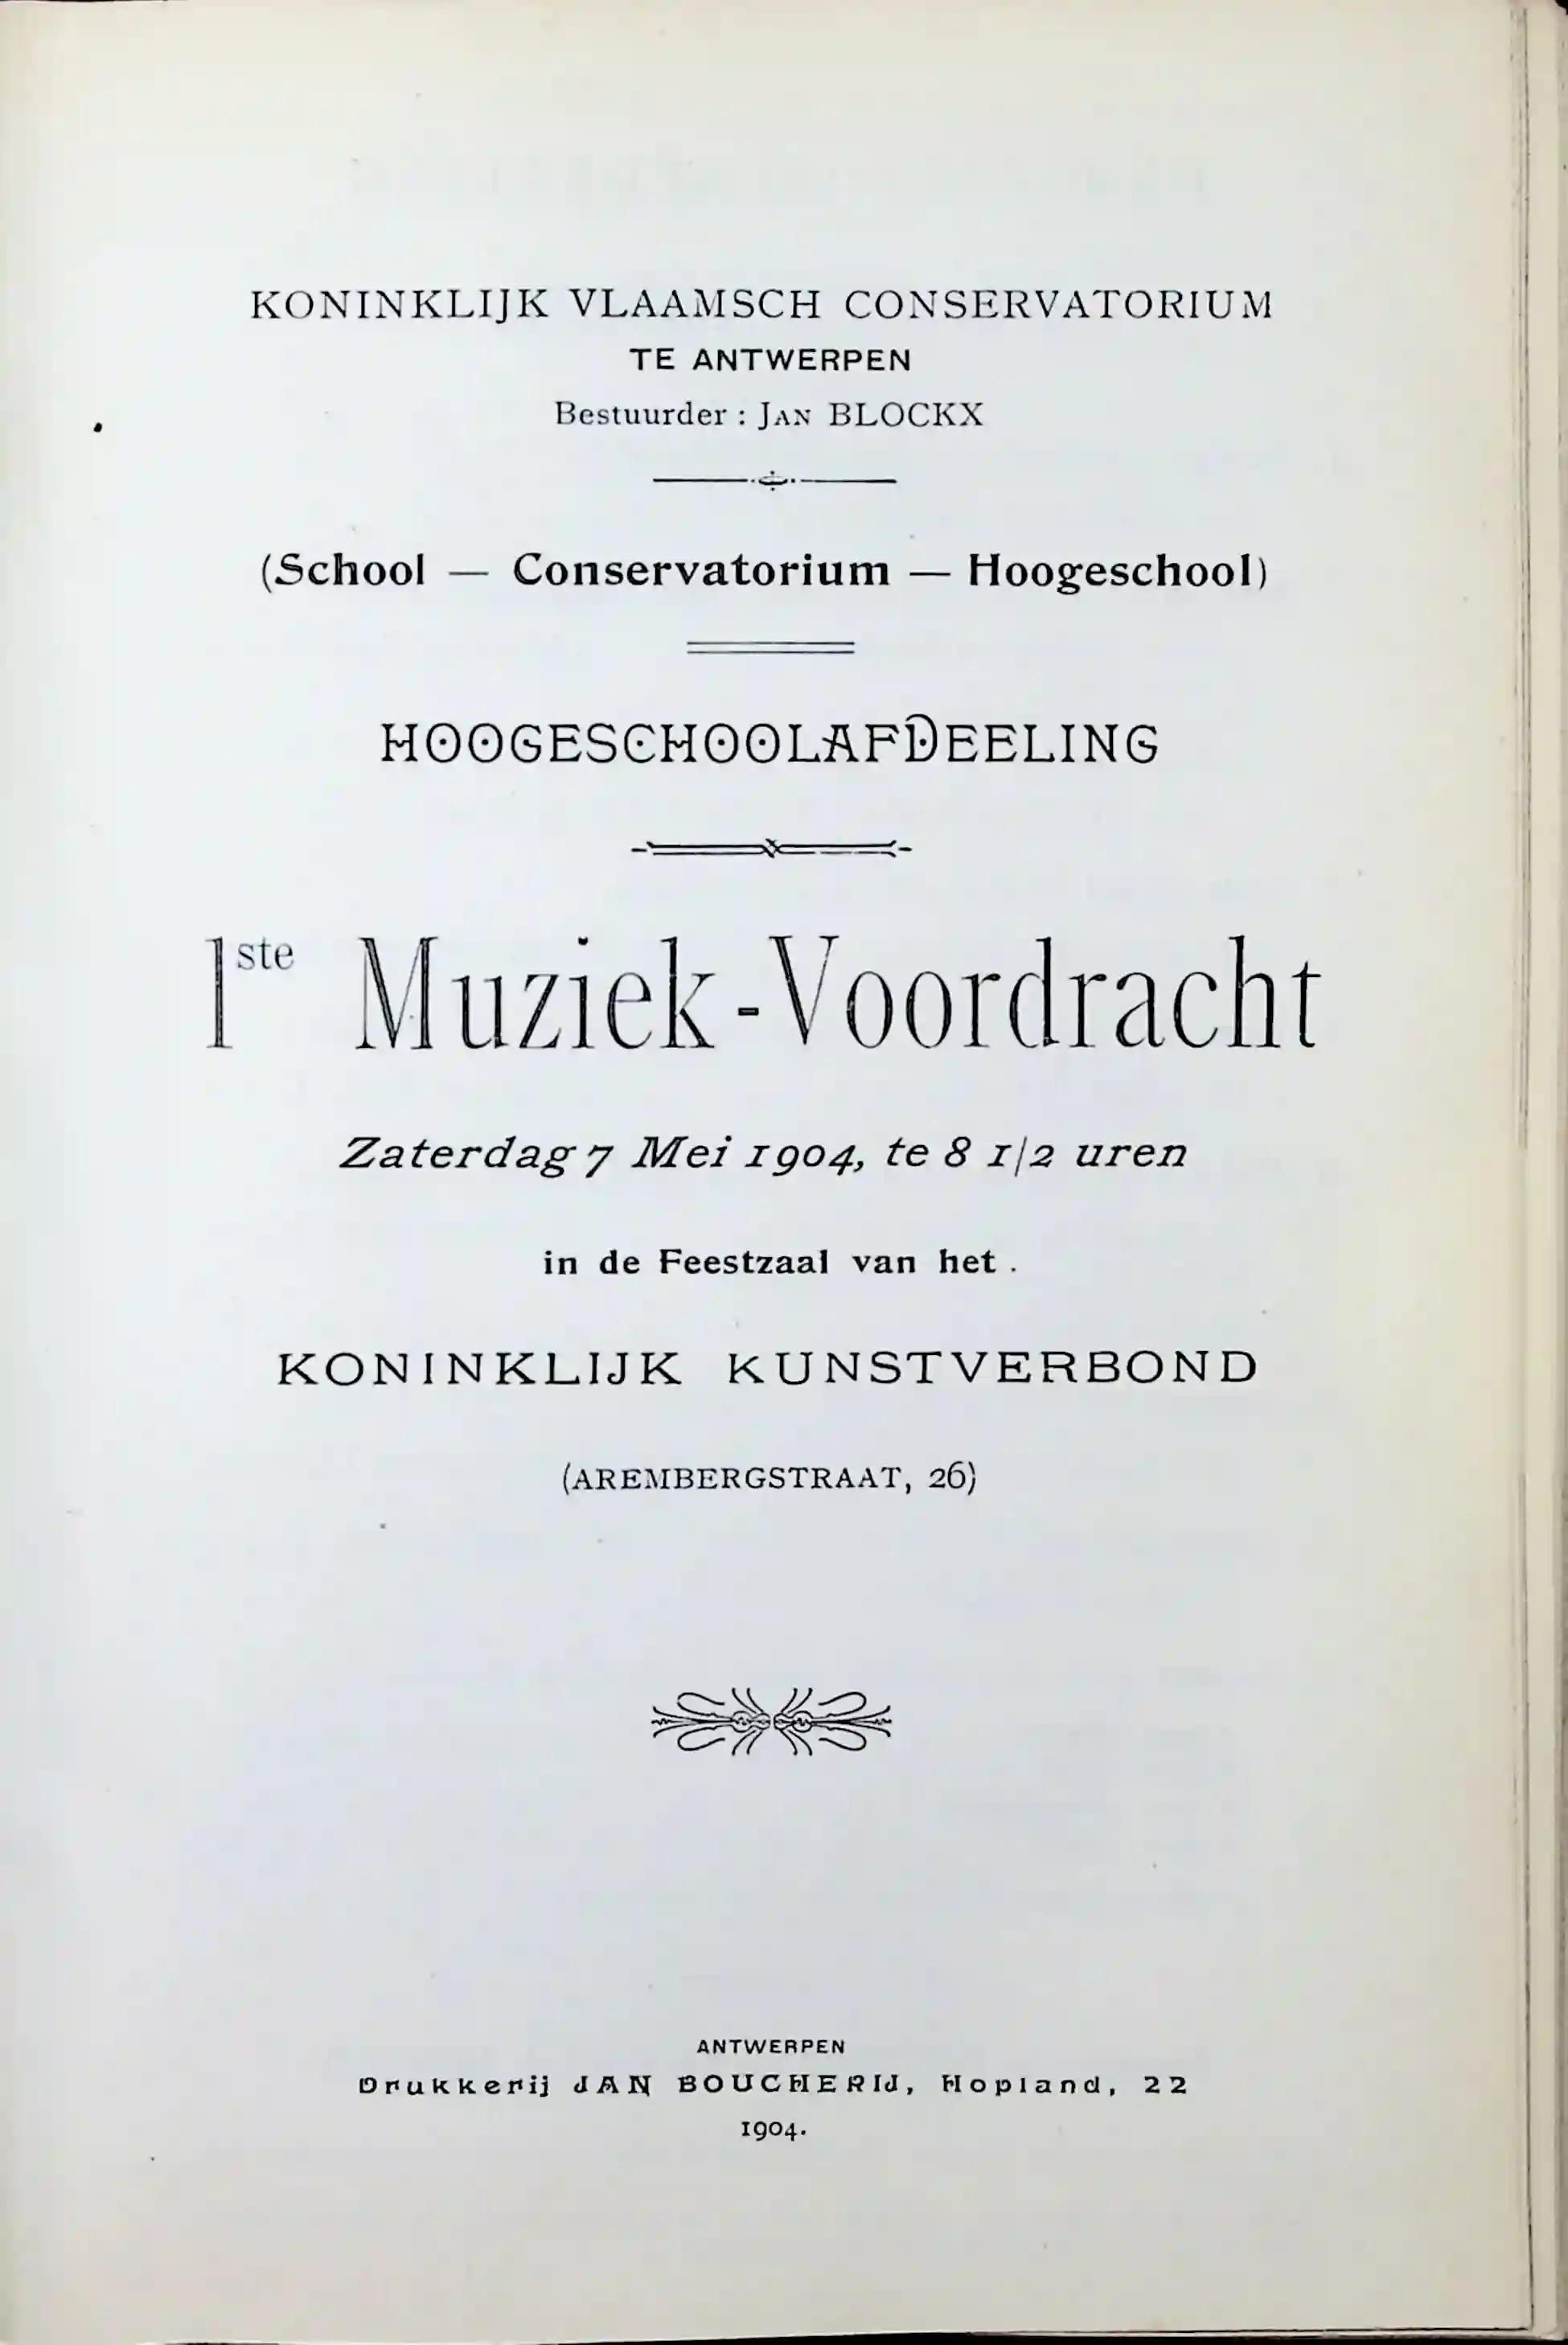 KONINKLIJK VLAAMSCH CONSERVATORIUM
TE ANTWERPEN
Bestuurder : JAN BLOCKX
(School — Conservatorium — Hoogeschool)
HOOGESCHOOLAFDEELING
1ste Muziek-Voordracht
Zaterdag 7 Mei 1904, te 8 1/2 uren
in de Feestzaal van het
KONINKLIJK KUNSTVERBOND
(AREMBERGSTRAAT, 26)
ANTWERPEN
Drukkerij JAN BOUCHERIJ, Hopland, 22
1904.